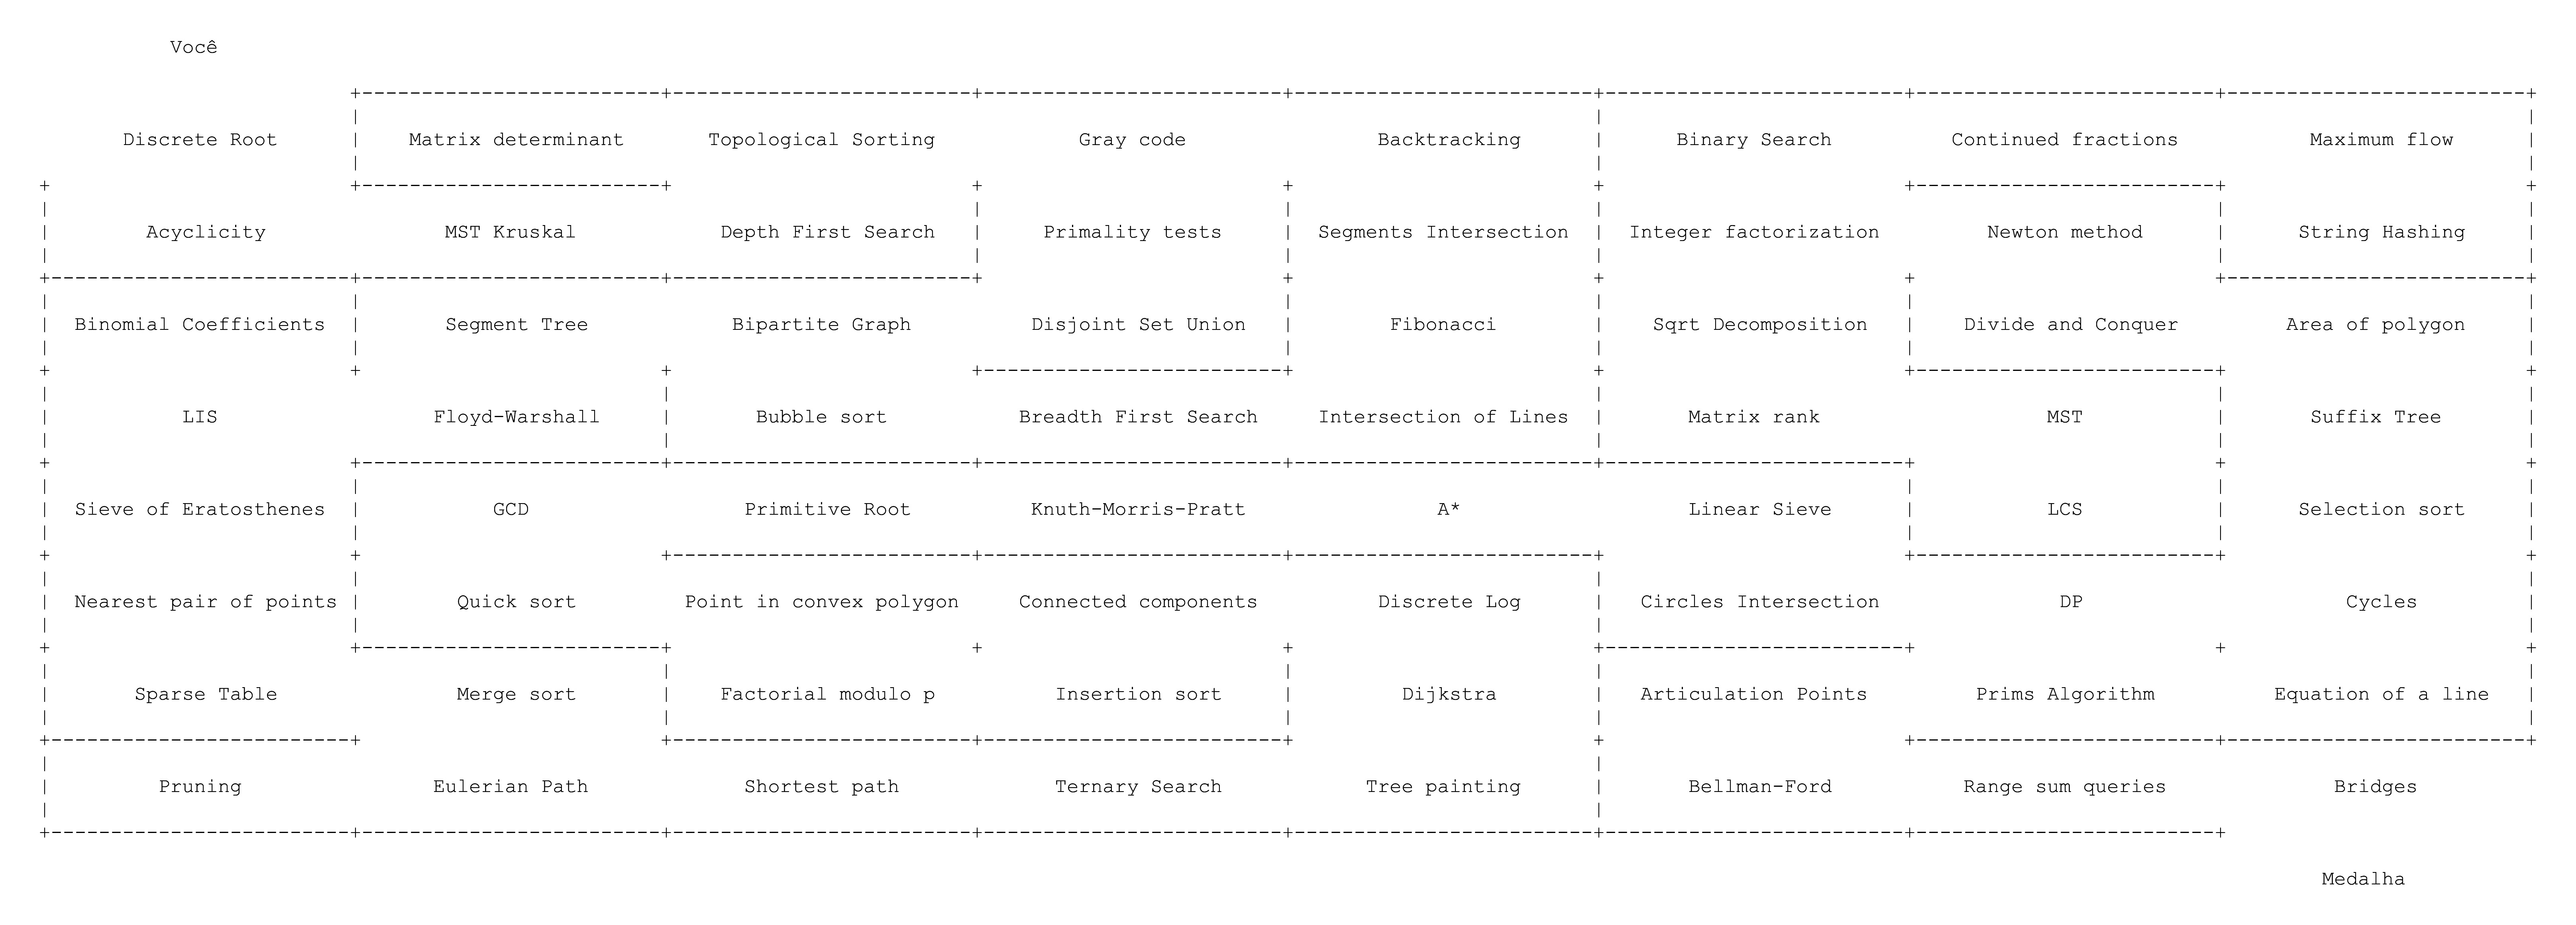 Você
Discrete Root Matrix determinant Topological Sorting Gray code Backtracking Binary Search Continued fractions Maximum flow
Acyclicity MST Kruskal Depth First Search Primality tests Segments Intersection Integer factorization Newton method String Hashing
Binomial Coefficients Segment Tree Bipartite Graph Disjoint Set Union Fibonacci Sqrt Decomposition Divide and Conquer Area of polygon
LIS Floyd-Warshall Bubble sort Breadth First Search Intersection of Lines Matrix rank MST Suffix Tree
Sieve of Eratosthenes GCD Primitive Root Knuth-Morris-Pratt A* Linear Sieve LCS Selection sort
Nearest pair of points Quick sort Point in convex polygon Connected components Discrete Log Circles Intersection DP Cycles
Sparse Table Merge sort Factorial modulo p Insertion sort Dijkstra Articulation Points Prims Algorithm Equation of a line
Pruning Eulerian Path Shortest path Ternary Search Tree painting Bellman-Ford Range sum queries Bridges
Medalha